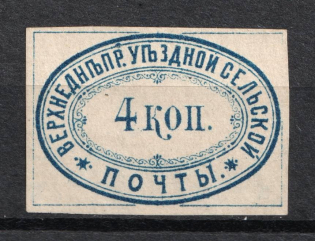 ВЕРХНЕДНѢПР. УѢЗДНОЙ СЕЛЬСКОЙ
4 КОП.
* ПОЧТЫ. *